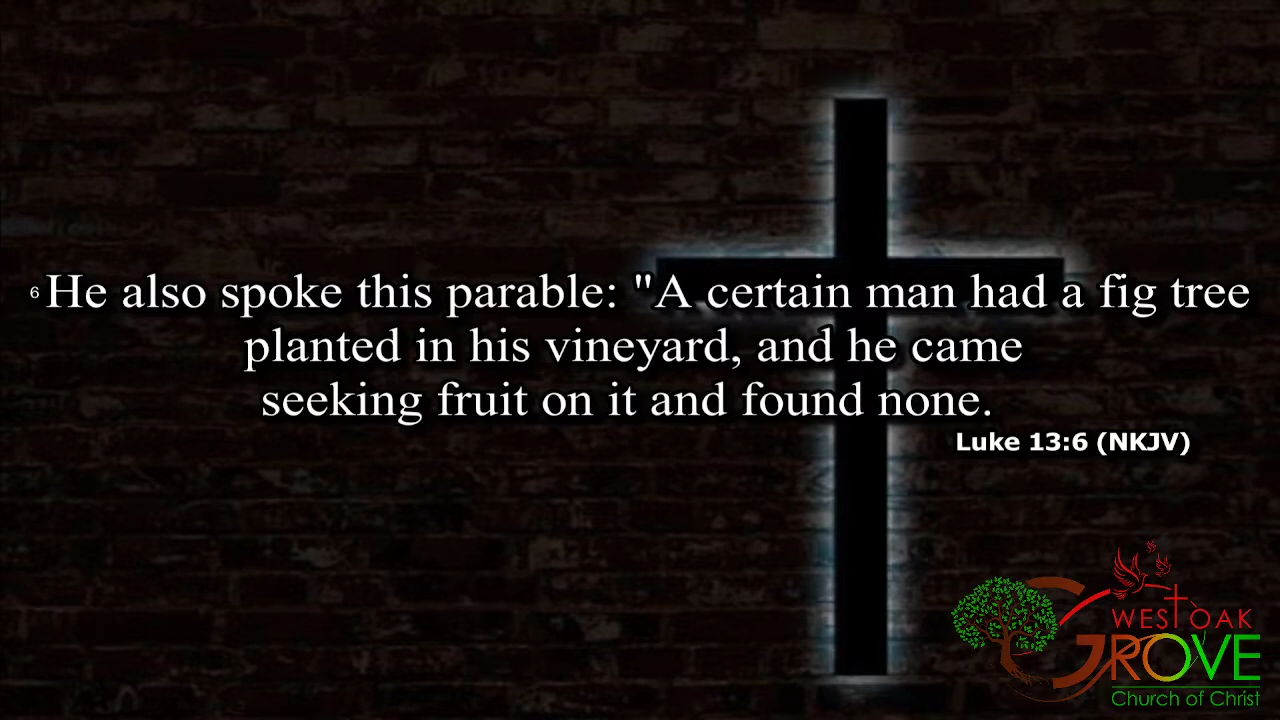 6 He also spoke this parable: "A certain man had a fig tree
planted in his vineyard, and he came
seeking fruit on it and found none.
Luke 13:6 (NKJV)
WEST OAK
GROVE
Church of Christ